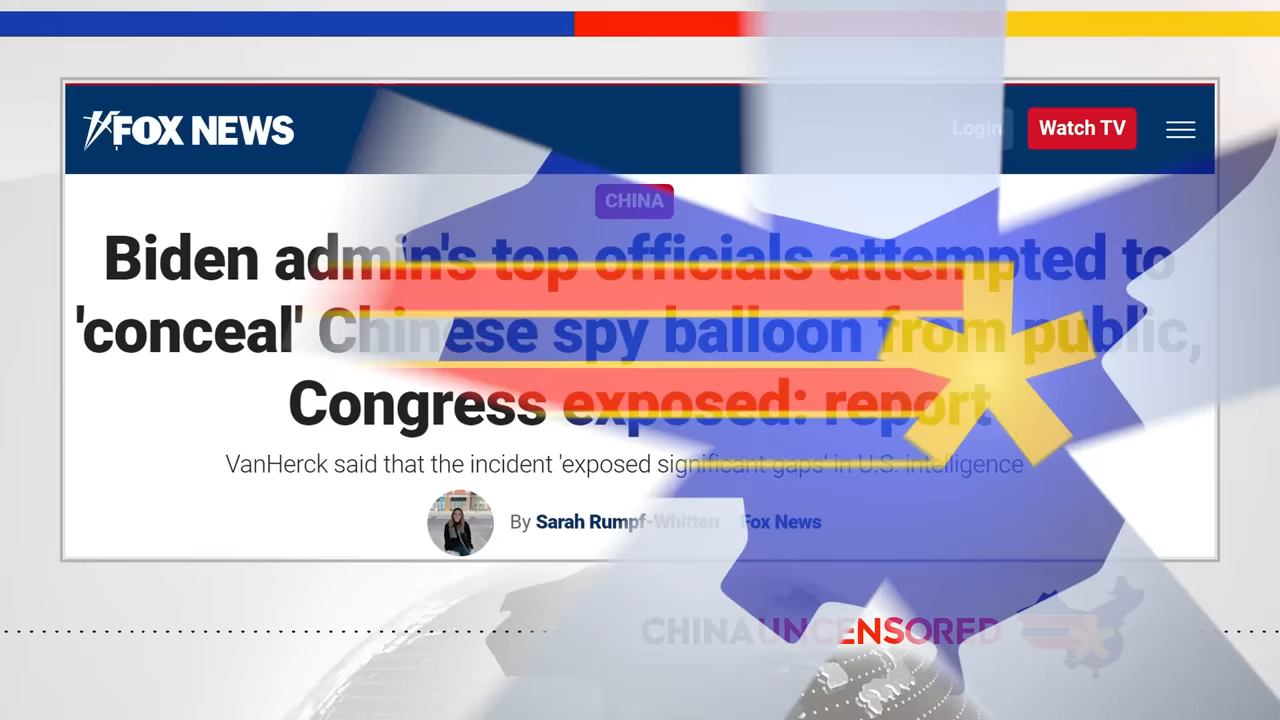 FOX NEWS
Login
Watch TV
CHINA
Biden admin's top officials attempted to
'conceal' Chinese spy balloon from public,
Congress exposed: report
VanHerck said that the incident 'exposed significant gaps' in U.S. intelligence
By Sarah Rumpf-Whitten Fox News
CHINA UNCENSORED